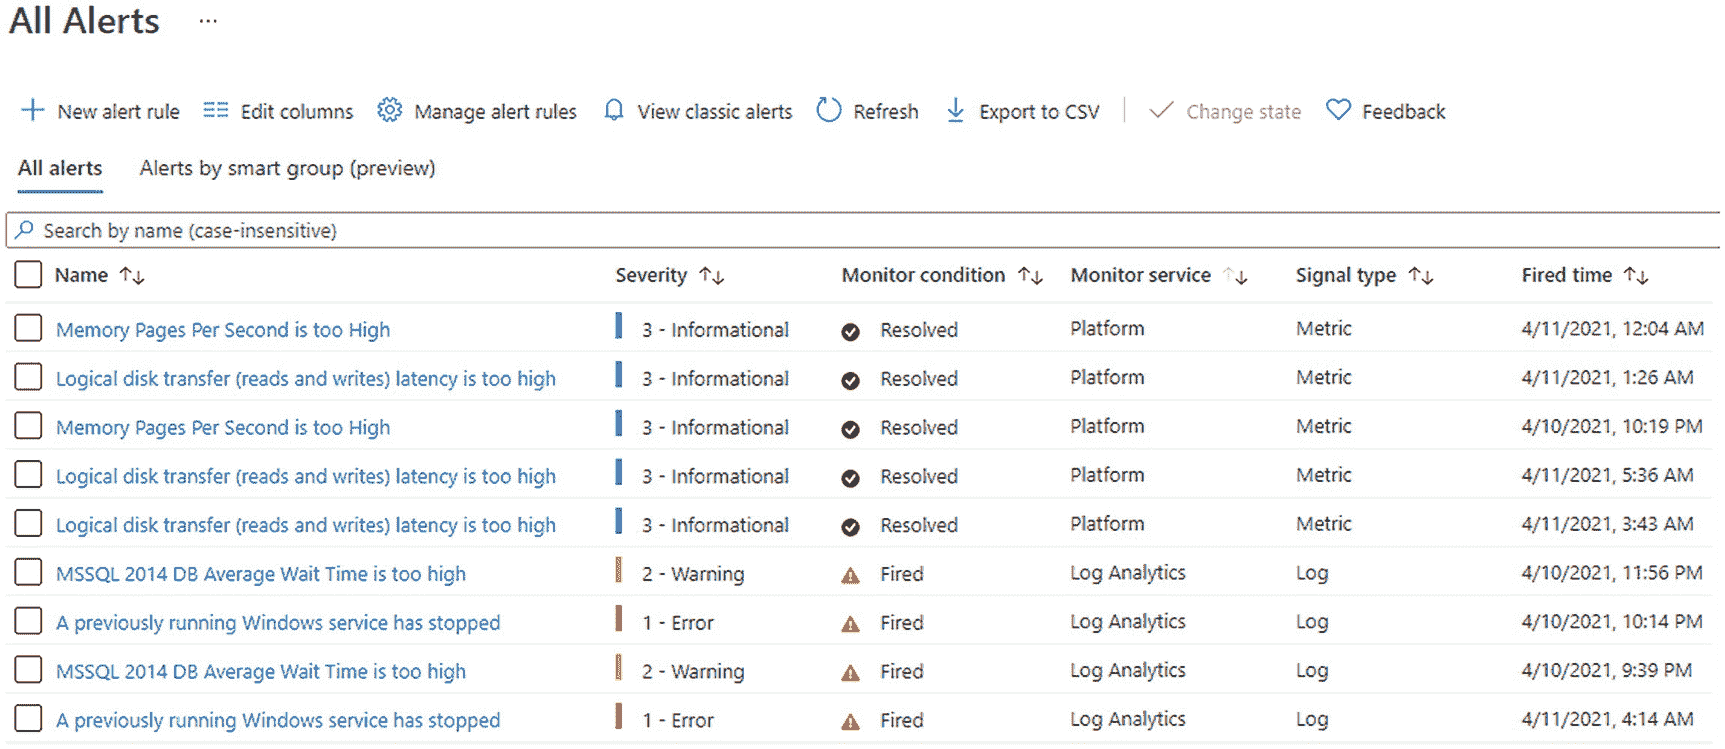 All Alerts ...
New alert rule Edit columns Manage alert rules View classic alerts Refresh Export to CSV Change state Feedback
All alerts Alerts by smart group (preview)
Search by name (case-insensitive)
Name Severity Monitor condition Monitor service Signal type Fired time
Memory Pages Per Second is too High 3 - Informational Resolved Platform Metric 4/11/2021, 12:04 AM
Logical disk transfer (reads and writes) latency is too high 3 - Informational Resolved Platform Metric 4/11/2021, 1:26 AM
Memory Pages Per Second is too High 3 - Informational Resolved Platform Metric 4/10/2021, 10:19 PM
Logical disk transfer (reads and writes) latency is too high 3 - Informational Resolved Platform Metric 4/11/2021, 5:36 AM
Logical disk transfer (reads and writes) latency is too high 3 - Informational Resolved Platform Metric 4/11/2021, 3:43 AM
MSSQL 2014 DB Average Wait Time is too high 2 - Warning Fired Log Analytics Log 4/10/2021, 11:56 PM
A previously running Windows service has stopped 1 - Error Fired Log Analytics Log 4/10/2021, 10:14 PM
MSSQL 2014 DB Average Wait Time is too high 2 - Warning Fired Log Analytics Log 4/10/2021, 9:39 PM
A previously running Windows service has stopped 1 - Error Fired Log Analytics Log 4/11/2021, 4:14 AM